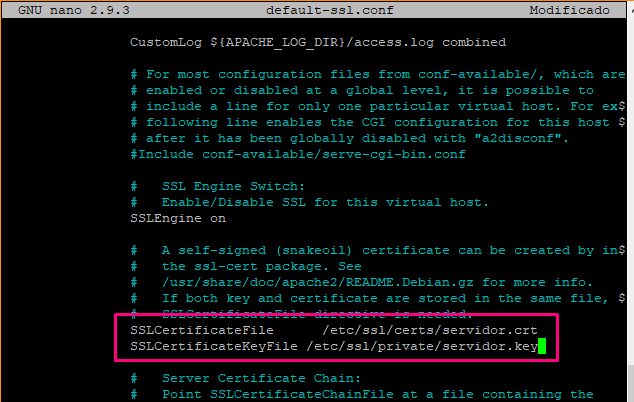 GNU nano 2.9.3 default-ssl.conf Modificado
CustomLog ${APACHE_LOG_DIR}/access.log combined
# For most configuration files from conf-available/, which are
# enabled or disabled at a global level, it is possible to
# include a line for only one particular virtual host. For ex$
# following line enables the CGI configuration for this host $
# after it has been globally disabled with "a2disconf".
#Include conf-available/serve-cgi-bin.conf
# SSL Engine Switch:
# Enable/Disable SSL for this virtual host.
SSLEngine on
# A self-signed (snakeoil) certificate can be created by in$
# the ssl-cert package. See
# /usr/share/doc/apache2/README.Debian.gz for more info.
# If both key and certificate are stored in the same file, $
# SSLCertificateFile directive is needed.
SSLCertificateFile /etc/ssl/certs/servidor.crt
SSLCertificateKeyFile /etc/ssl/private/servidor.key
# Server Certificate Chain:
# Point SSLCertificateChainFile at a file containing the